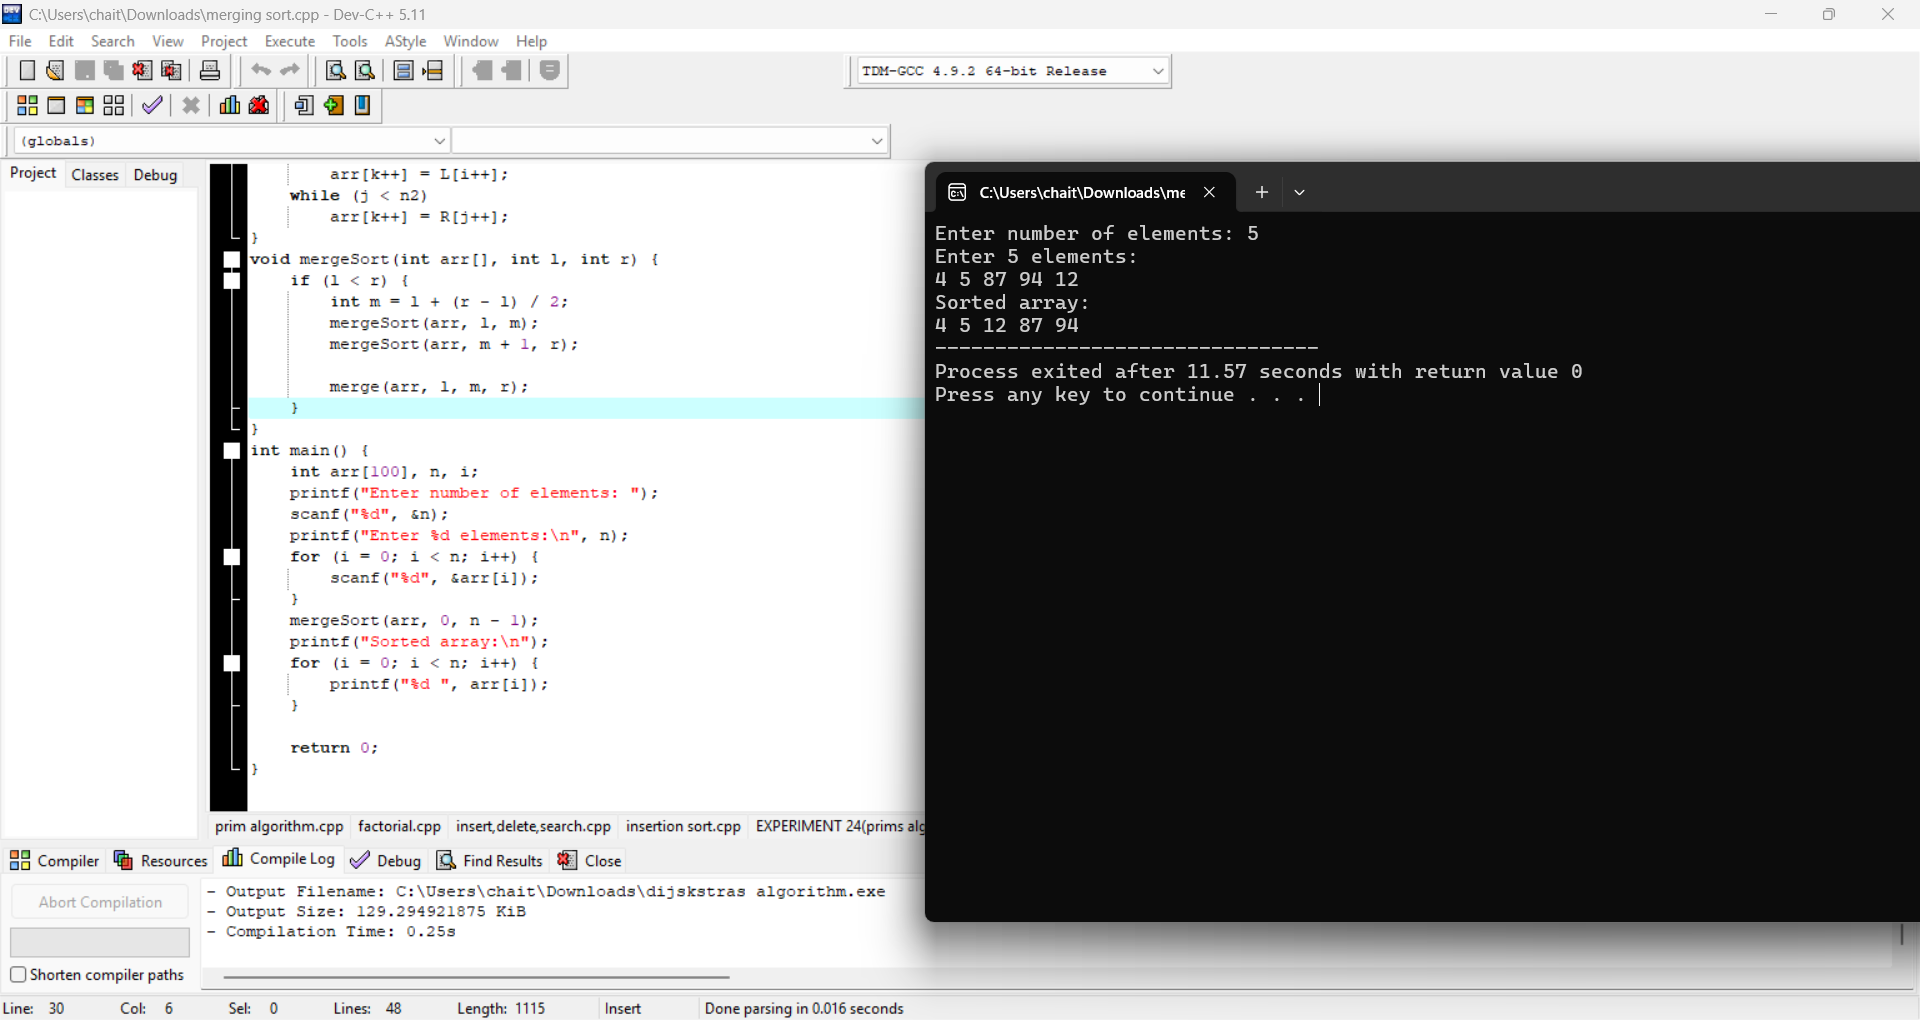 C:\Users\chait\Downloads\merging sort.cpp - Dev-C++ 5.11
File Edit Search View Project Execute Tools AStyle Window Help
TDM-GCC 4.9.2 64-bit Release
(globals)
Project Classes Debug
arr[k++] = L[i++];
while (j < n2)
arr[k++] = R[j++];
}
void mergeSort(int arr[], int l, int r) {
if (l < r) {
int m = l + (r - l) / 2;
mergeSort(arr, l, m);
mergeSort(arr, m + 1, r);
merge(arr, l, m, r);
}
}
int main() {
int arr[100], n, i;
printf("Enter number of elements: ");
scanf("%d", &n);
printf("Enter %d elements:\n", n);
for (i = 0; i < n; i++) {
scanf("%d", &arr[i]);
}
mergeSort(arr, 0, n - 1);
printf("Sorted array:\n");
for (i = 0; i < n; i++) {
printf("%d ", arr[i]);
}
return 0;
}
C:\Users\chait\Downloads\me
Enter number of elements: 5
Enter 5 elements:
4 5 87 94 12
Sorted array:
4 5 12 87 94
--------------------------------
Process exited after 11.57 seconds with return value 0
Press any key to continue . . .
prim algorithm.cpp factorial.cpp insert,delete,search.cpp insertion sort.cpp EXPERIMENT 24(prims alg
Compiler Resources Compile Log Debug Find Results Close
Abort Compilation
Shorten compiler paths
- Output Filename: C:\Users\chait\Downloads\dijskstras algorithm.exe
- Output Size: 129.294921875 KiB
- Compilation Time: 0.25s
Line: 30 Col: 6 Sel: 0 Lines: 48 Length: 1115 Insert Done parsing in 0.016 seconds